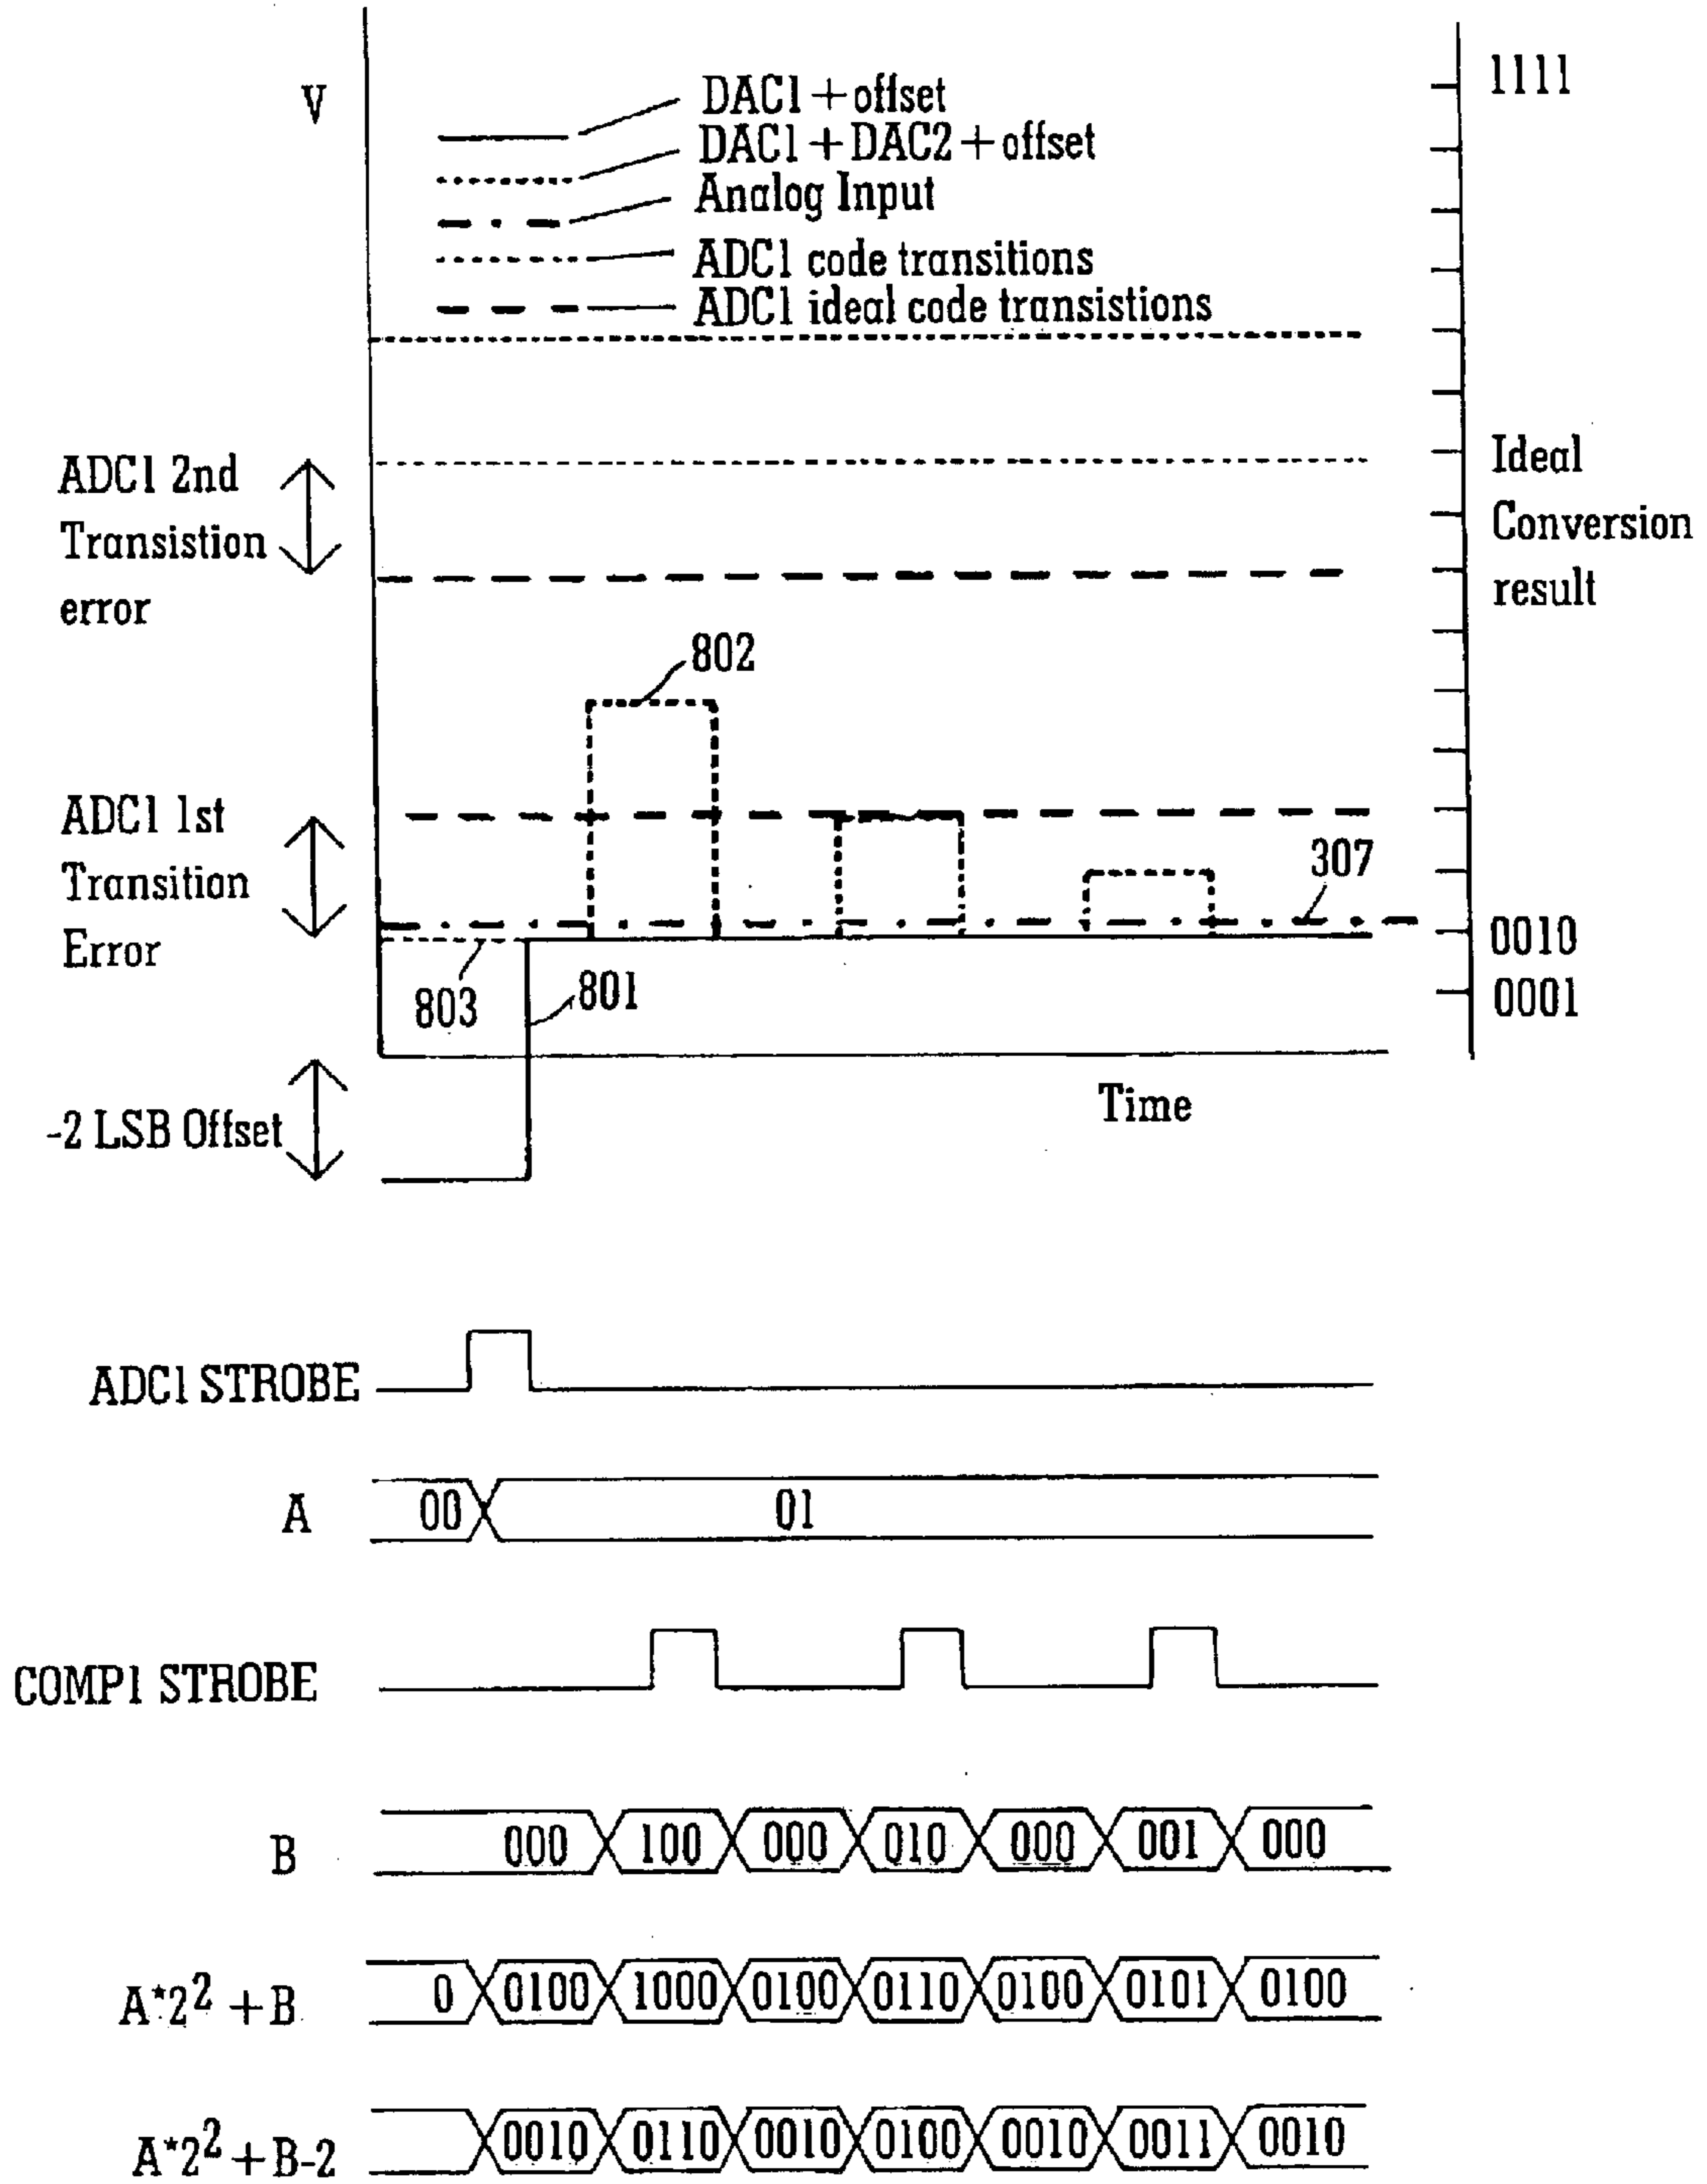 V
DAC1 + offset
DAC1 + DAC2 + offset
Analog Input
ADC1 code transitions
ADC1 ideal code transistions
1111
ADC1 2nd
Transistion
error
Ideal
Conversion
result
802
ADC1 1st
Transition
Error
307
0010
0001
803
801
-2 LSB Offset
Time
ADC1 STROBE
A 00 01
COMP1 STROBE
B 000 100 000 010 000 001 000
A*2² + B 0 0100 1000 0100 0110 0100 0101 0100
A*2² + B-2 0010 0110 0010 0100 0010 0011 0010